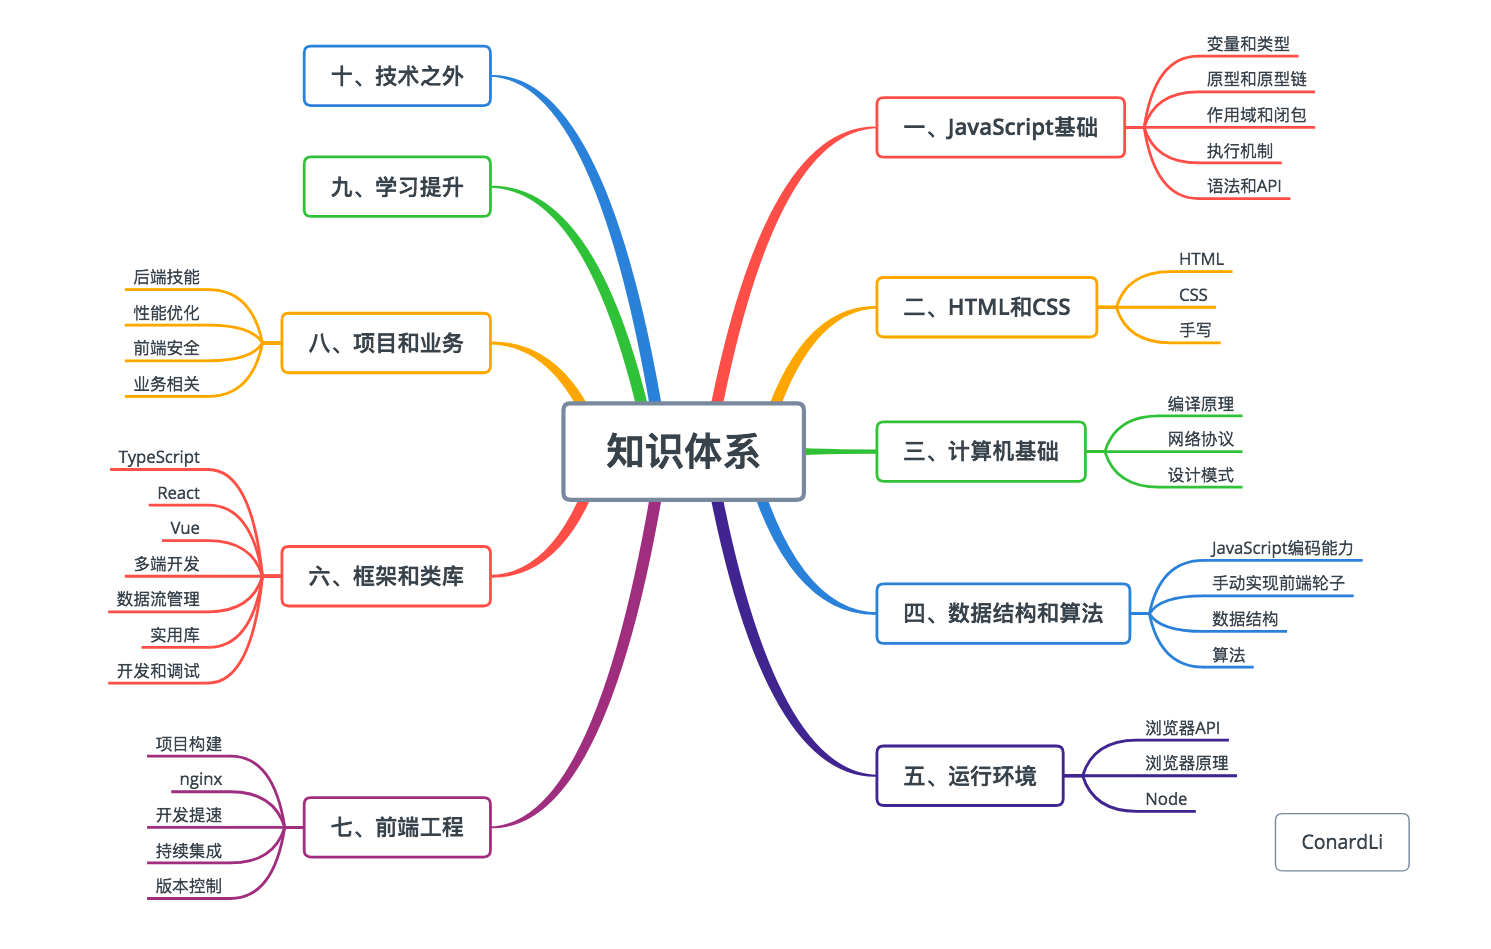 知识体系
一、JavaScript基础
变量和类型
原型和原型链
作用域和闭包
执行机制
语法和API
二、HTML和CSS
HTML
CSS
手写
三、计算机基础
编译原理
网络协议
设计模式
四、数据结构和算法
JavaScript编码能力
手动实现前端轮子
数据结构
算法
五、运行环境
浏览器API
浏览器原理
Node
六、框架和类库
TypeScript
React
Vue
多端开发
数据流管理
实用库
开发和调试
七、前端工程
项目构建
nginx
开发提速
持续集成
版本控制
八、项目和业务
后端技能
性能优化
前端安全
业务相关
九、学习提升
十、技术之外
ConardLi